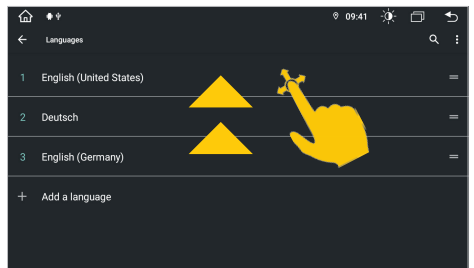 09:41
Languages
1 English (United States)
2 Deutsch
3 English (Germany)
+ Add a language